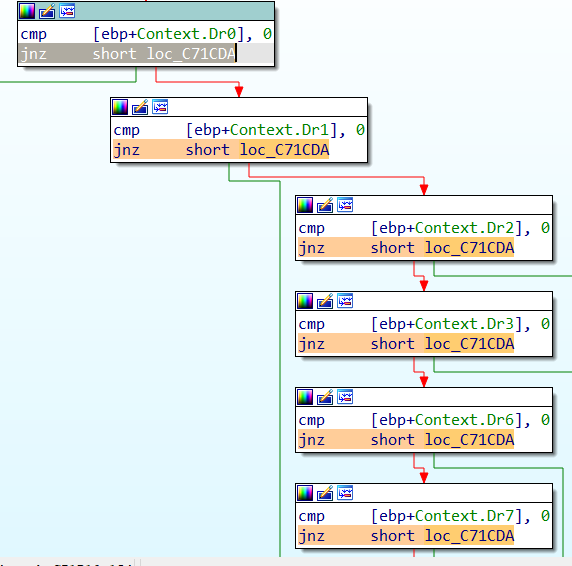 cmp [ebp+Context.Dr0], 0
jnz short loc_C71CDA
cmp [ebp+Context.Dr1], 0
jnz short loc_C71CDA
cmp [ebp+Context.Dr2], 0
jnz short loc_C71CDA
cmp [ebp+Context.Dr3], 0
jnz short loc_C71CDA
cmp [ebp+Context.Dr6], 0
jnz short loc_C71CDA
cmp [ebp+Context.Dr7], 0
jnz short loc_C71CDA